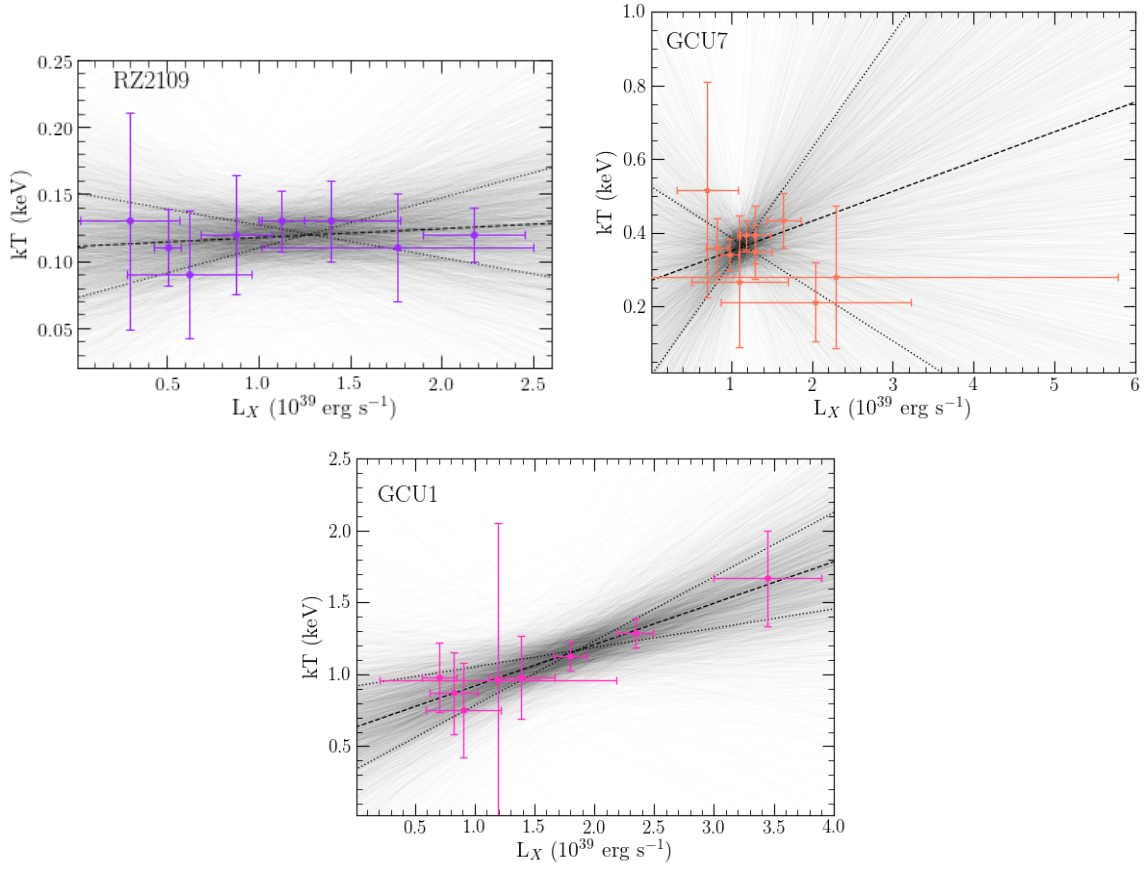 RZ2109
0.25
0.20
0.15
0.10
0.05
kT (keV)
0.5 1.0 1.5 2.0 2.5
L_X (10^39 erg s^−1)
GCU7
1.0
0.8
0.6
0.4
0.2
kT (keV)
1 2 3 4 5 6
L_X (10^39 erg s^−1)
GCU1
2.5
2.0
1.5
1.0
0.5
kT (keV)
0.5 1.0 1.5 2.0 2.5 3.0 3.5 4.0
L_X (10^39 erg s^−1)